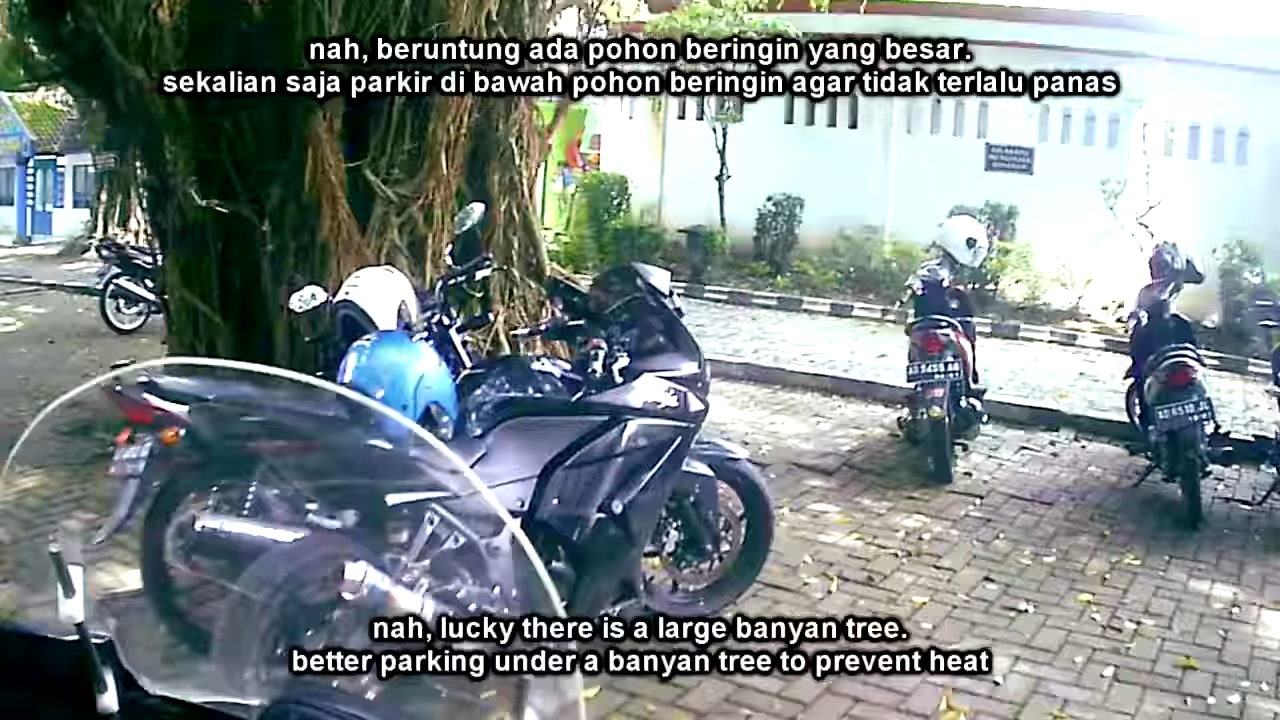 nah, beruntung ada pohon beringin yang besar.
sekalian saja parkir di bawah pohon beringin agar tidak terlalu panas
nah, lucky there is a large banyan tree.
better parking under a banyan tree to prevent heat